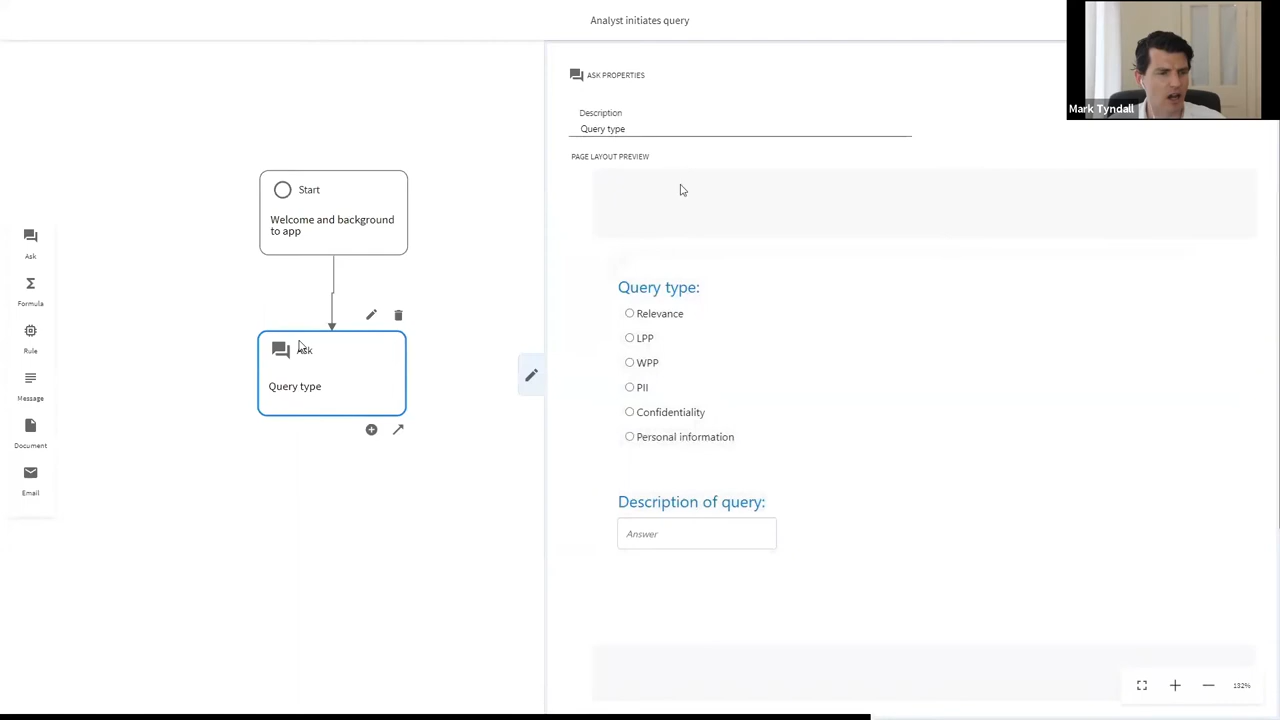 Analyst initiates query
Mark Tyndall
Start
Welcome and background
to app
Ask
Query type
Ask
Formula
Rule
Message
Document
Email
ASK PROPERTIES
Description
Query type
PAGE LAYOUT PREVIEW
Query type:
Relevance
LPP
WPP
PII
Confidentiality
Personal information
Description of query:
Answer
132%